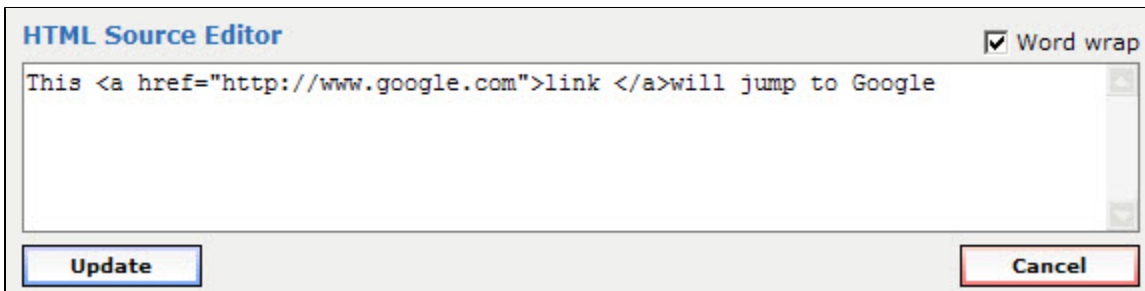 HTML Source Editor
Word wrap
This <a href="http://www.google.com">link </a>will jump to Google
Update
Cancel